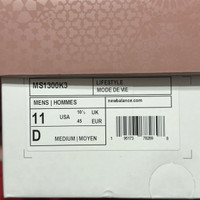 MS1300K3
LIFESTYLE
MODE DE VIE
MENS | HOMMES
newbalance.com
11 USA 10½ UK
45 EUR
D MEDIUM | MOYEN